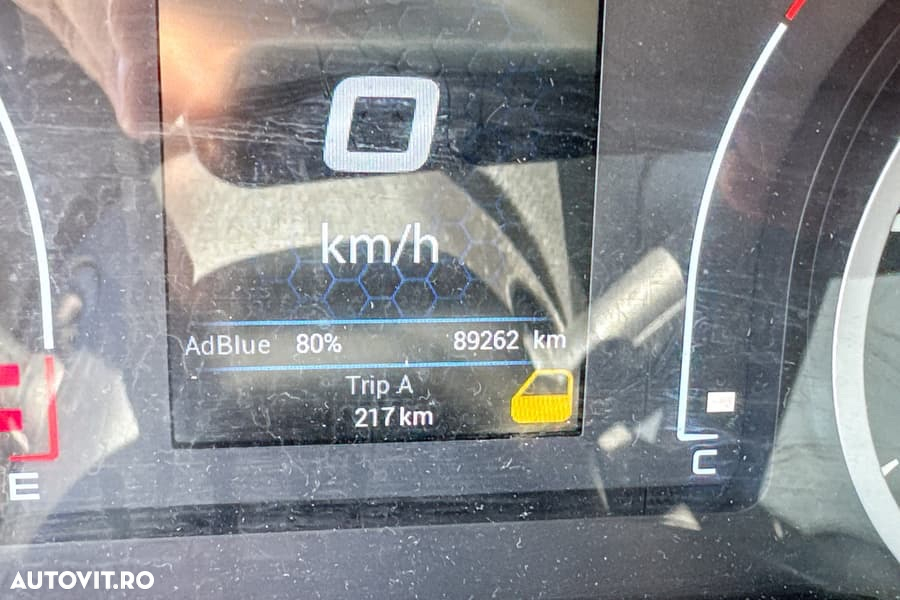 0
km/h
AdBlue 80% 89262 km
Trip A
217 km
E
C
AUTOVIT.RO